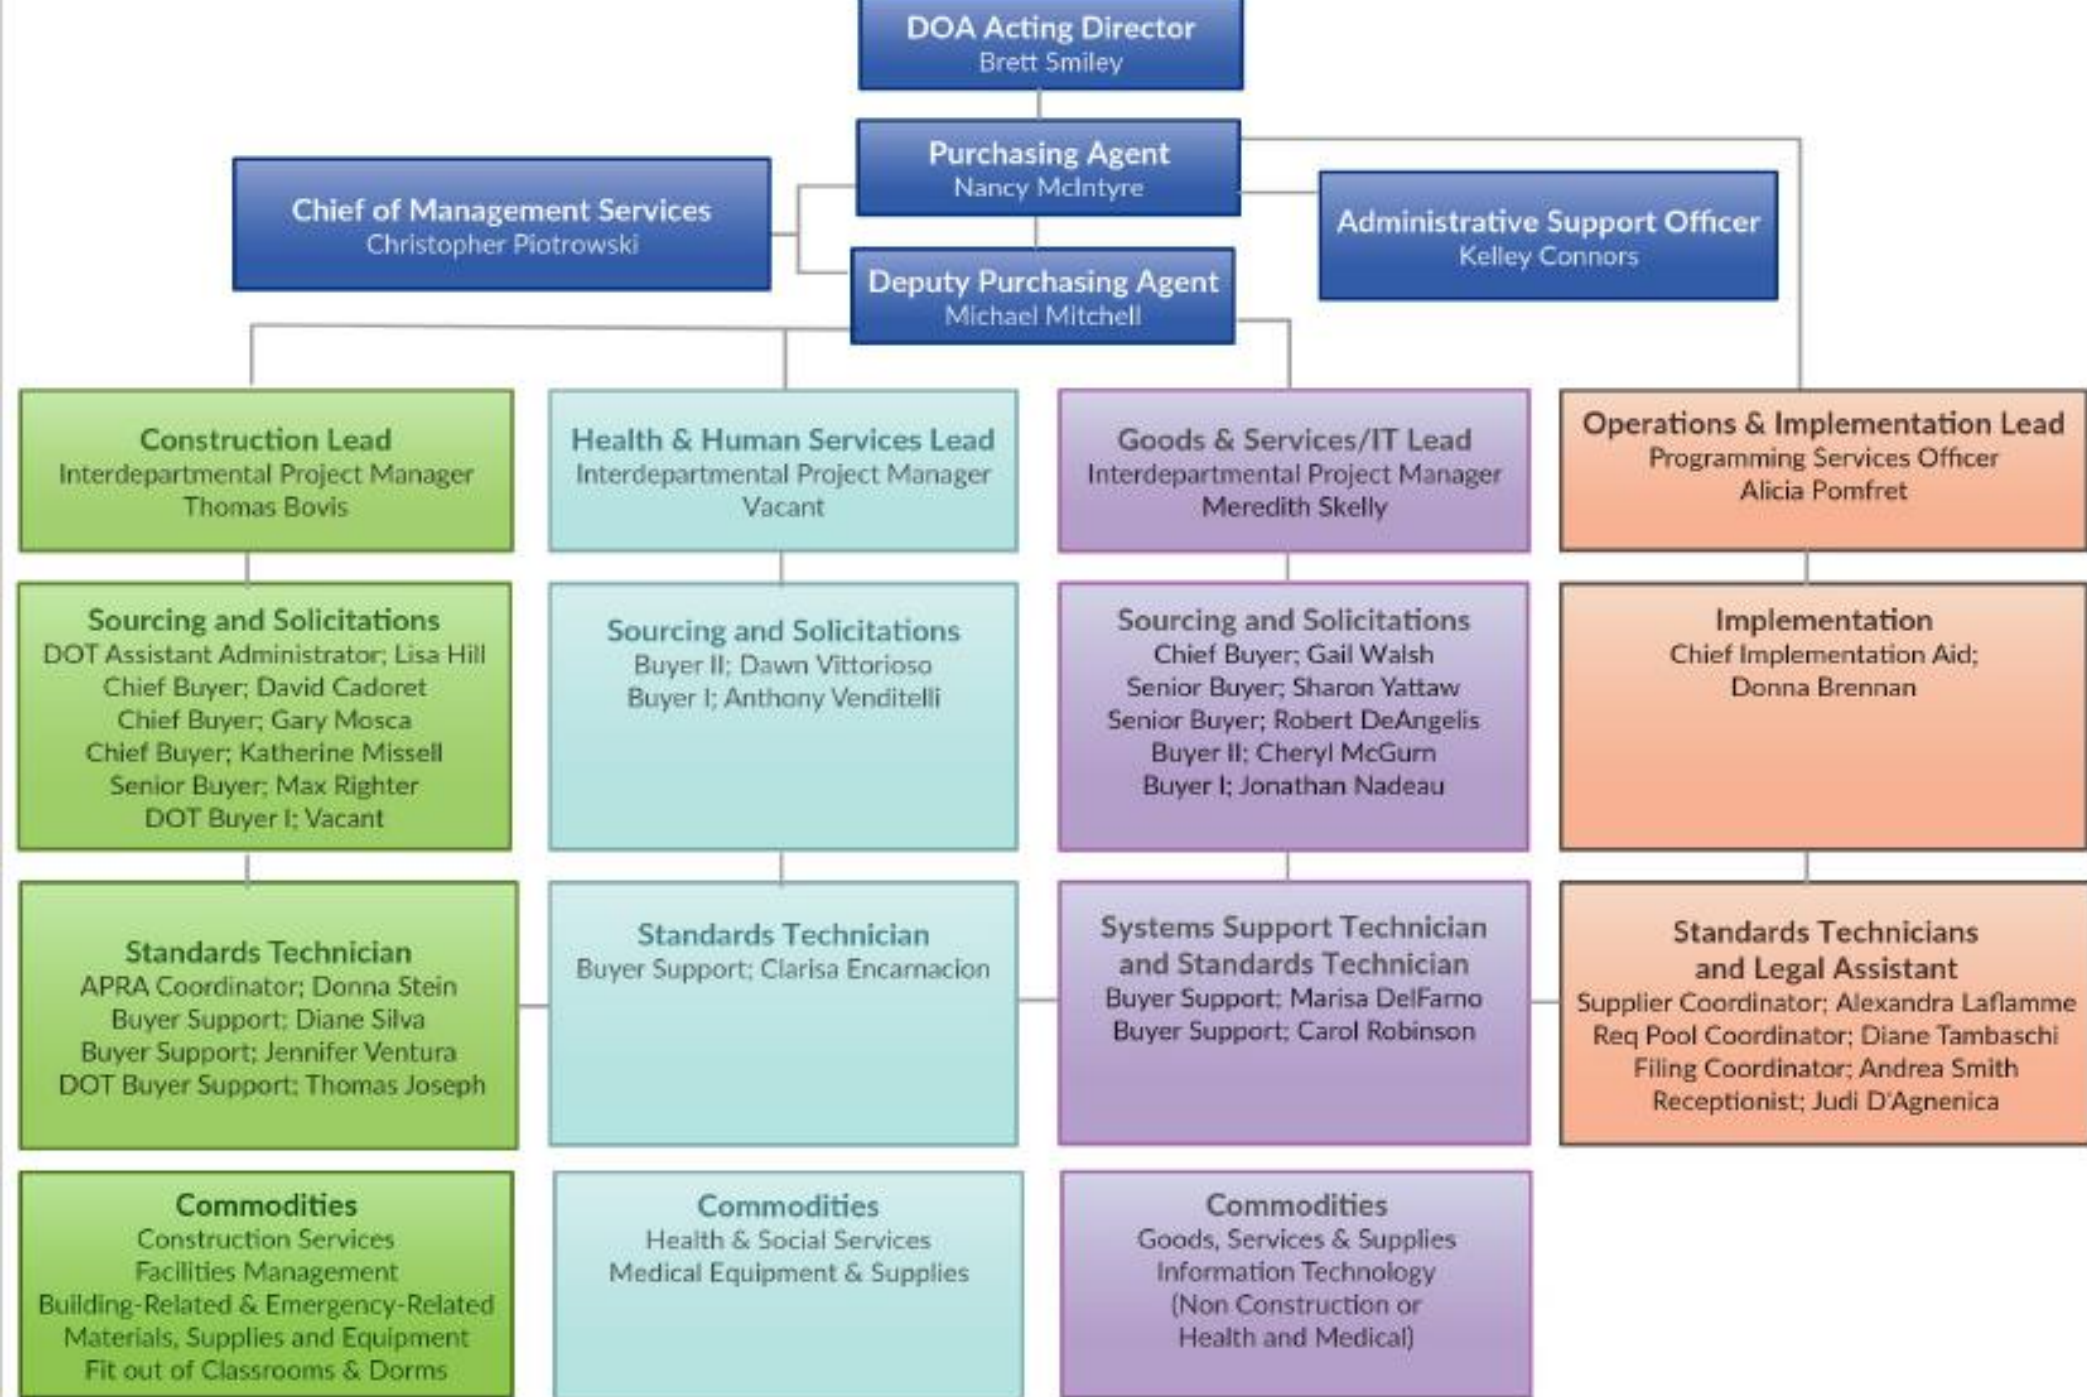 DOA Acting Director
Brett Smiley
Purchasing Agent
Nancy McIntyre
Chief of Management Services
Christopher Piotrowski
Administrative Support Officer
Kelley Connors
Deputy Purchasing Agent
Michael Mitchell
Construction Lead
Interdepartmental Project Manager
Thomas Bovis
Health & Human Services Lead
Interdepartmental Project Manager
Vacant
Goods & Services/IT Lead
Interdepartmental Project Manager
Meredith Skelly
Operations & Implementation Lead
Programming Services Officer
Alicia Pomfret
Sourcing and Solicitations
DOT Assistant Administrator; Lisa Hill
Chief Buyer; David Cadoret
Chief Buyer; Gary Mosca
Chief Buyer; Katherine Missell
Senior Buyer; Max Righter
DOT Buyer I; Vacant
Sourcing and Solicitations
Buyer II; Dawn Vittorioso
Buyer I; Anthony Venditelli
Sourcing and Solicitations
Chief Buyer; Gail Walsh
Senior Buyer; Sharon Yattaw
Senior Buyer; Robert DeAngelis
Buyer II; Cheryl McGurn
Buyer I; Jonathan Nadeau
Implementation
Chief Implementation Aid;
Donna Brennan
Standards Technician
APRA Coordinator; Donna Stein
Buyer Support; Diane Silva
Buyer Support; Jennifer Ventura
DOT Buyer Support; Thomas Joseph
Standards Technician
Buyer Support; Clarisa Encarnacion
Systems Support Technician
and Standards Technician
Buyer Support; Marisa DelFarno
Buyer Support; Carol Robinson
Standards Technicians
and Legal Assistant
Supplier Coordinator; Alexandra Laflamme
Req Pool Coordinator; Diane Tambaschi
Filing Coordinator; Andrea Smith
Receptionist; Judi D'Agnenica
Commodities
Construction Services
Facilities Management
Building-Related & Emergency-Related
Materials, Supplies and Equipment
Fit out of Classrooms & Dorms
Commodities
Health & Social Services
Medical Equipment & Supplies
Commodities
Goods, Services & Supplies
Information Technology
(Non Construction or
Health and Medical)